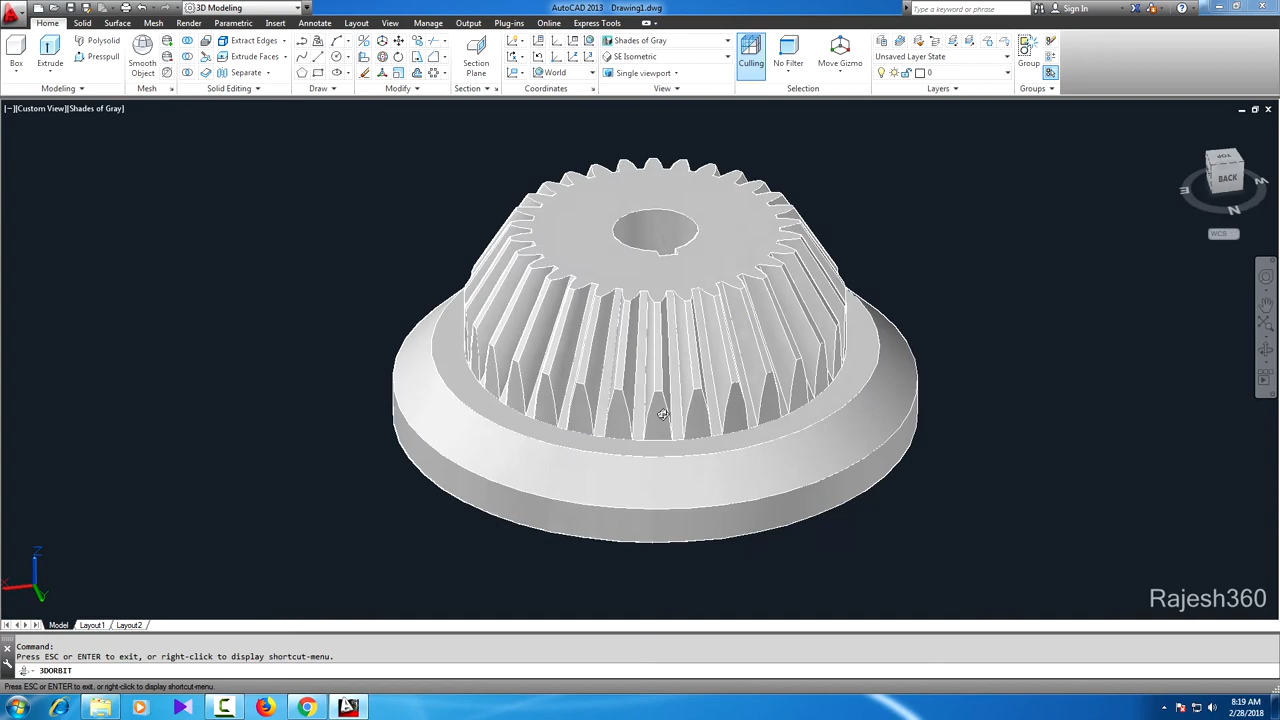 3D Modeling
AutoCAD 2013 Drawing1.dwg
Type a keyword or phrase
Sign In
Home Solid Surface Mesh Render Parametric Insert Annotate Layout View Manage Output Plug-ins Online Express Tools
Polysolid
Presspull
Box
Extrude
Smooth Object
Extract Edges
Extrude Faces
Separate
Section Plane
World
Shades of Gray
SE Isometric
Single viewport
Culling
No Filter
Move Gizmo
Unsaved Layer State
0
Group
Modeling
Mesh
Solid Editing
Draw
Modify
Section
Coordinates
View
Selection
Layers
Groups
[−][Custom View][Shades of Gray]
TOP
BACK
E
W
N
WCS
Z
X
Y
Rajesh360
Model Layout1 Layout2
Command:
Press ESC or ENTER to exit, or right-click to display shortcut-menu.
3DORBIT
Press ESC or ENTER to exit, or right-click to display shortcut-menu.
8:19 AM
2/28/2018